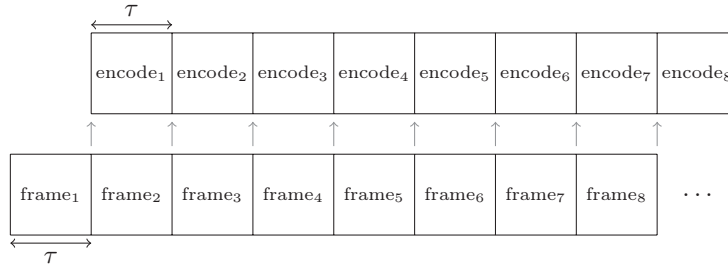 τ
encode₁ encode₂ encode₃ encode₄ encode₅ encode₆ encode₇ encode₈
frame₁ frame₂ frame₃ frame₄ frame₅ frame₆ frame₇ frame₈ ⋯
τ